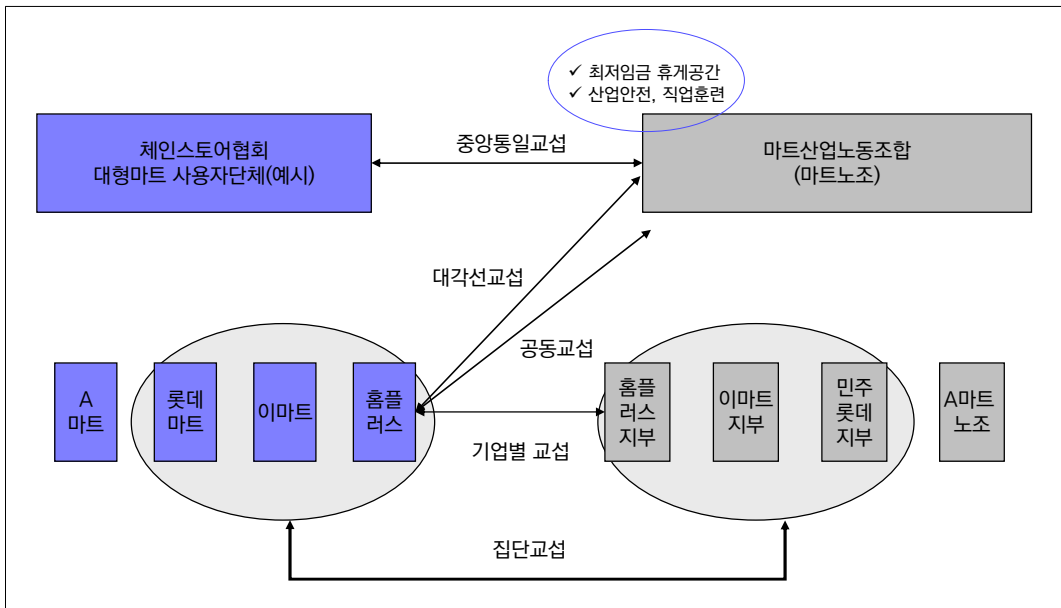 ✓ 최저임금 휴게공간
✓ 산업안전, 직업훈련
체인스토어협회
대형마트 사용자단체(예시)
중앙통일교섭
마트산업노동조합
(마트노조)
대각선교섭
공동교섭
A
마트
롯데
마트
이마트
홈플
러스
홈플
러스
지부
이마트
지부
민주
롯데
지부
A마트
노조
기업별 교섭
집단교섭